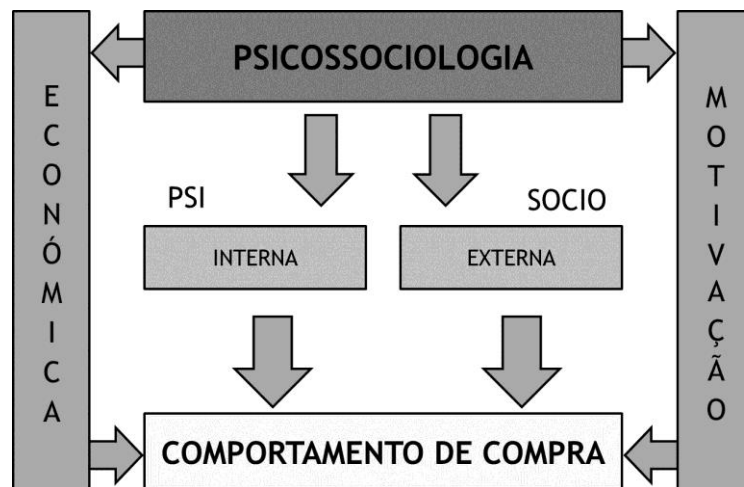 PSICOSSOCIOLOGIA
ECONÓMICA
MOTIVAÇÃO
PSI
SOCIO
INTERNA
EXTERNA
COMPORTAMENTO DE COMPRA